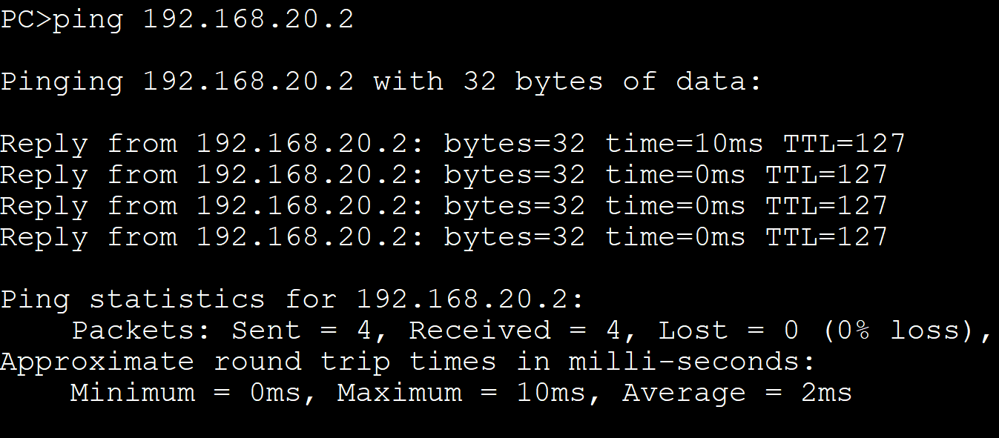 PC>ping 192.168.20.2
Pinging 192.168.20.2 with 32 bytes of data:
Reply from 192.168.20.2: bytes=32 time=10ms TTL=127
Reply from 192.168.20.2: bytes=32 time=0ms TTL=127
Reply from 192.168.20.2: bytes=32 time=0ms TTL=127
Reply from 192.168.20.2: bytes=32 time=0ms TTL=127
Ping statistics for 192.168.20.2:
    Packets: Sent = 4, Received = 4, Lost = 0 (0% loss),
Approximate round trip times in milli-seconds:
    Minimum = 0ms, Maximum = 10ms, Average = 2ms